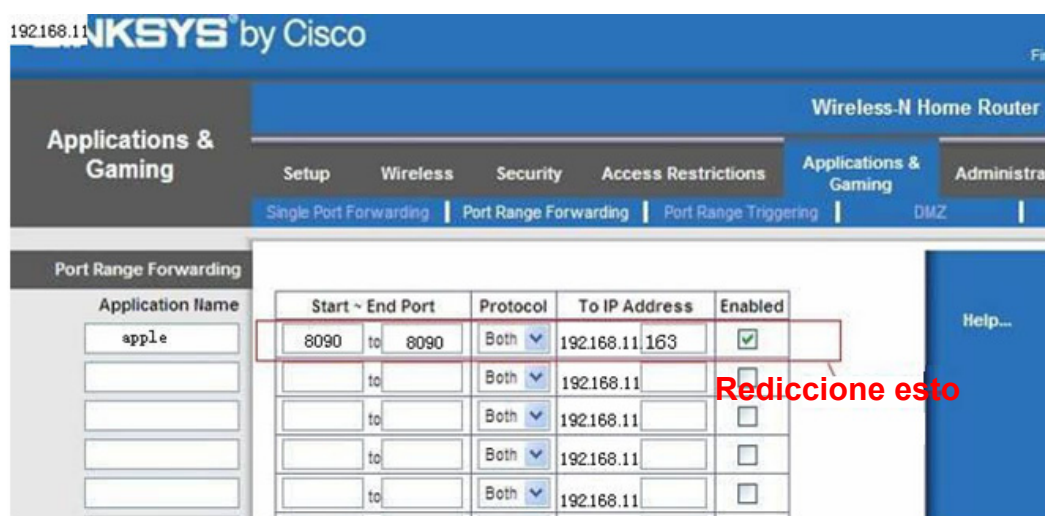 192.168.11
LINKSYS® by Cisco
Wireless-N Home Router
Applications & Gaming
Setup Wireless Security Access Restrictions Applications & Gaming
Single Port Forwarding Port Range Forwarding Port Range Triggering DMZ
Port Range Forwarding
Application Name Start ~ End Port Protocol To IP Address Enabled Help...
apple 8090 to 8090 Both 192.168.11.163
to Both 192.168.11
Rediccione esto
to Both 192.168.11
to Both 192.168.11
to Both 192.168.11